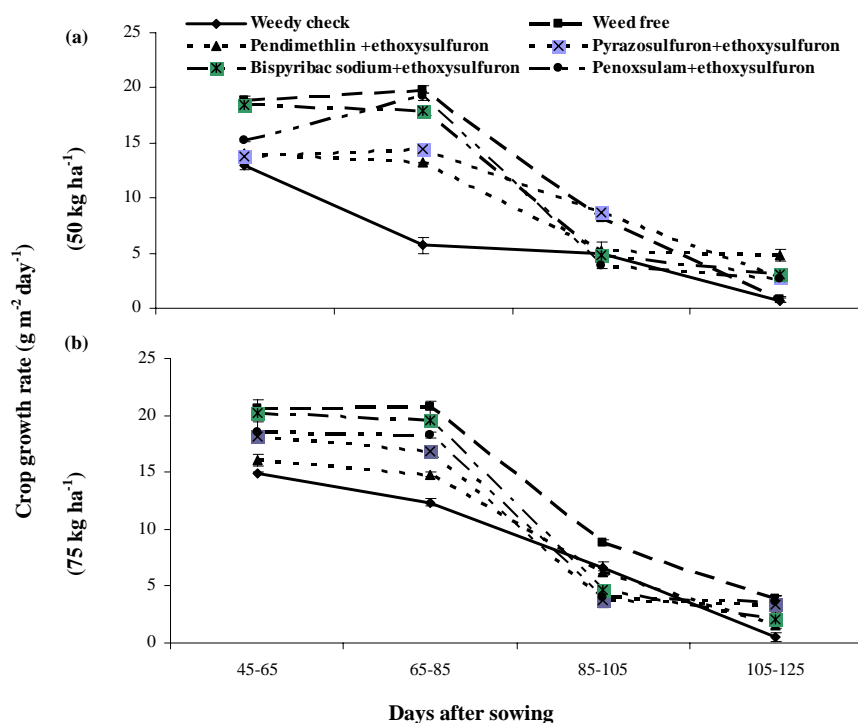 Weedy check
Weed free
Pendimethlin +ethoxysulfuron
Pyrazosulfuron+ethoxysulfuron
Bispyribac sodium+ethoxysulfuron
Penoxsulam+ethoxysulfuron
(a)
25
20
15
10
5
0
(50 kg ha⁻¹)
Crop growth rate (g m⁻² day⁻¹)
(b)
25
20
15
10
5
0
(75 kg ha⁻¹)
45-65
65-85
85-105
105-125
Days after sowing